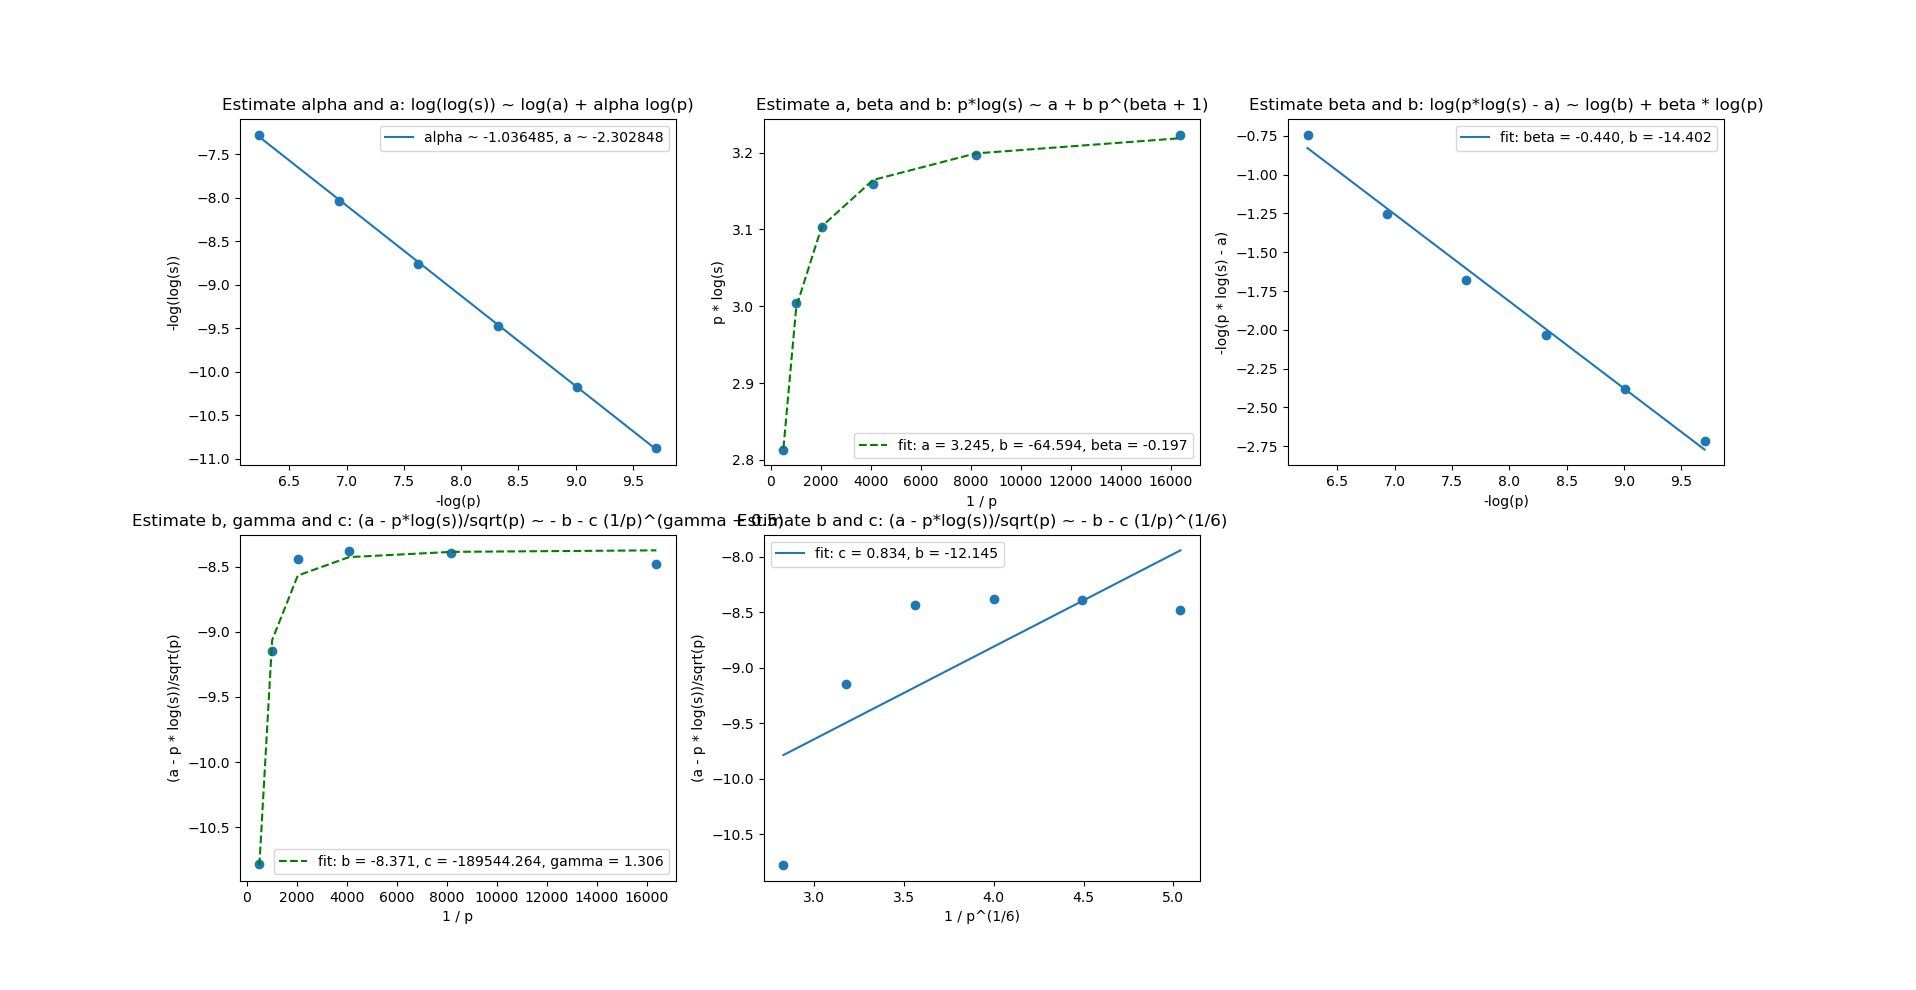 Estimate alpha and a: log(log(s)) ~ log(a) + alpha log(p)
alpha ~ -1.036485, a ~ -2.302848
-log(log(s))
−7.5
−8.0
−8.5
−9.0
−9.5
−10.0
−10.5
−11.0
6.5 7.0 7.5 8.0 8.5 9.0 9.5
-log(p)
Estimate a, beta and b: p*log(s) ~ a + b p^(beta + 1)
p * log(s)
3.2
3.1
3.0
2.9
2.8
fit: a = 3.245, b = -64.594, beta = -0.197
0 2000 4000 6000 8000 10000 12000 14000 16000
1 / p
Estimate beta and b: log(p*log(s) - a) ~ log(b) + beta * log(p)
fit: beta = -0.440, b = -14.402
-log(p * log(s) - a)
−0.75
−1.00
−1.25
−1.50
−1.75
−2.00
−2.25
−2.50
−2.75
6.5 7.0 7.5 8.0 8.5 9.0 9.5
-log(p)
Estimate b, gamma and c: (a - p*log(s))/sqrt(p) ~ - b - c (1/p)^(gamma - 0.5)
(a - p * log(s))/sqrt(p)
−8.5
−9.0
−9.5
−10.0
−10.5
fit: b = -8.371, c = -189544.264, gamma = 1.306
0 2000 4000 6000 8000 10000 12000 14000 16000
1 / p
Estimate b and c: (a - p*log(s))/sqrt(p) ~ - b - c (1/p)^(1/6)
fit: c = 0.834, b = -12.145
(a - p * log(s))/sqrt(p)
−8.0
−8.5
−9.0
−9.5
−10.0
−10.5
3.0 3.5 4.0 4.5 5.0
1 / p^(1/6)